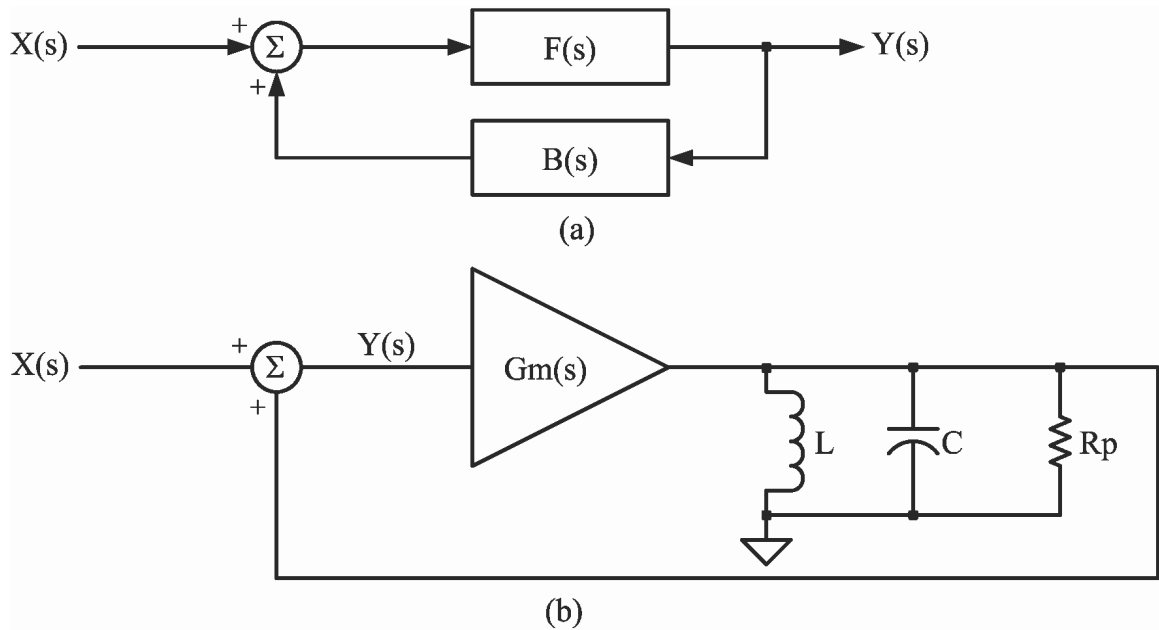 X(s) + Σ F(s) Y(s)
+
B(s)
(a)
X(s) + Σ Y(s) Gm(s)
+
L C Rp
(b)